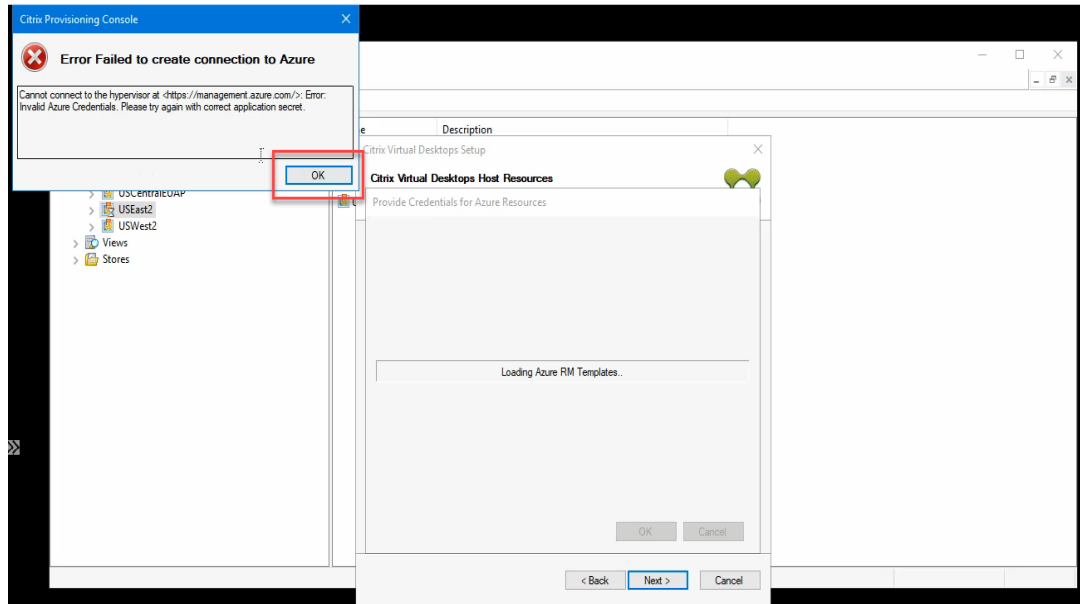 Citrix Provisioning Console
Error Failed to create connection to Azure
Cannot connect to the hypervisor at <https://management.azure.com/>: Error:
Invalid Azure Credentials. Please try again with correct application secret.
OK
Description
Citrix Virtual Desktops Setup
Citrix Virtual Desktops Host Resources
Provide Credentials for Azure Resources
USCentralEUAP
USEast2
USWest2
Views
Stores
Loading Azure RM Templates..
OK Cancel
< Back Next > Cancel